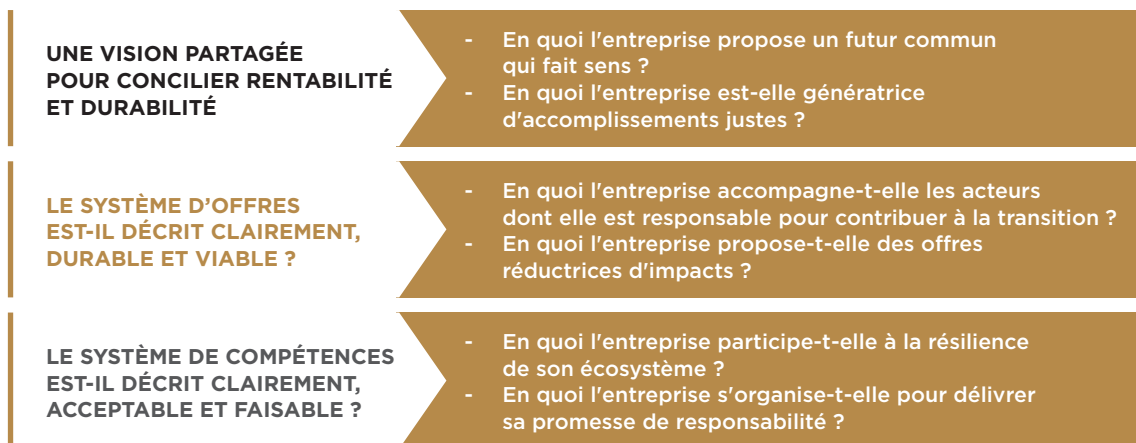 UNE VISION PARTAGÉE
POUR CONCILIER RENTABILITÉ
ET DURABILITÉ
- En quoi l'entreprise propose un futur commun
qui fait sens ?
- En quoi l'entreprise est-elle génératrice
d'accomplissements justes ?
LE SYSTÈME D’OFFRES
EST-IL DÉCRIT CLAIREMENT,
DURABLE ET VIABLE ?
- En quoi l'entreprise accompagne-t-elle les acteurs
dont elle est responsable pour contribuer à la transition ?
- En quoi l'entreprise propose-t-elle des offres
réductrices d'impacts ?
LE SYSTÈME DE COMPÉTENCES
EST-IL DÉCRIT CLAIREMENT,
ACCEPTABLE ET FAISABLE ?
- En quoi l'entreprise participe-t-elle à la résilience
de son écosystème ?
- En quoi l'entreprise s'organise-t-elle pour délivrer
sa promesse de responsabilité ?